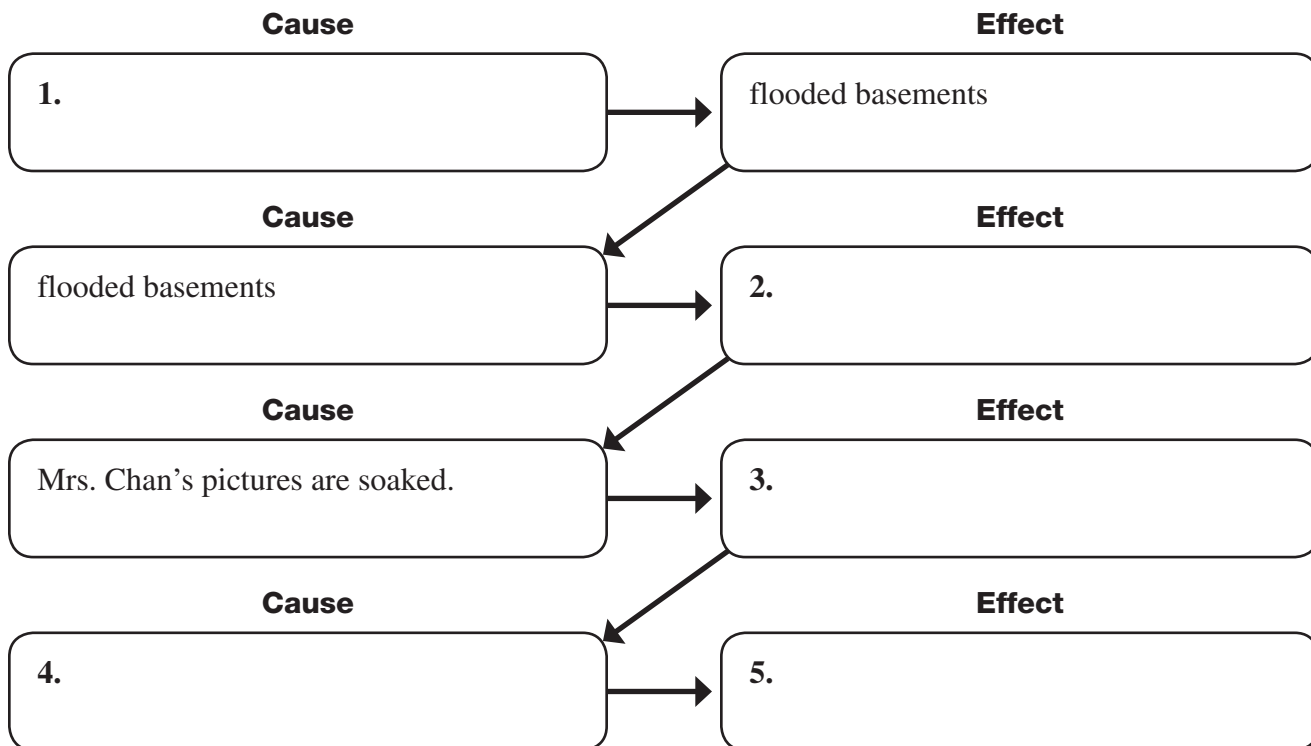 Cause
Effect
1.
flooded basements
Cause
Effect
flooded basements
2.
Cause
Effect
Mrs. Chan’s pictures are soaked.
3.
Cause
Effect
4.
5.